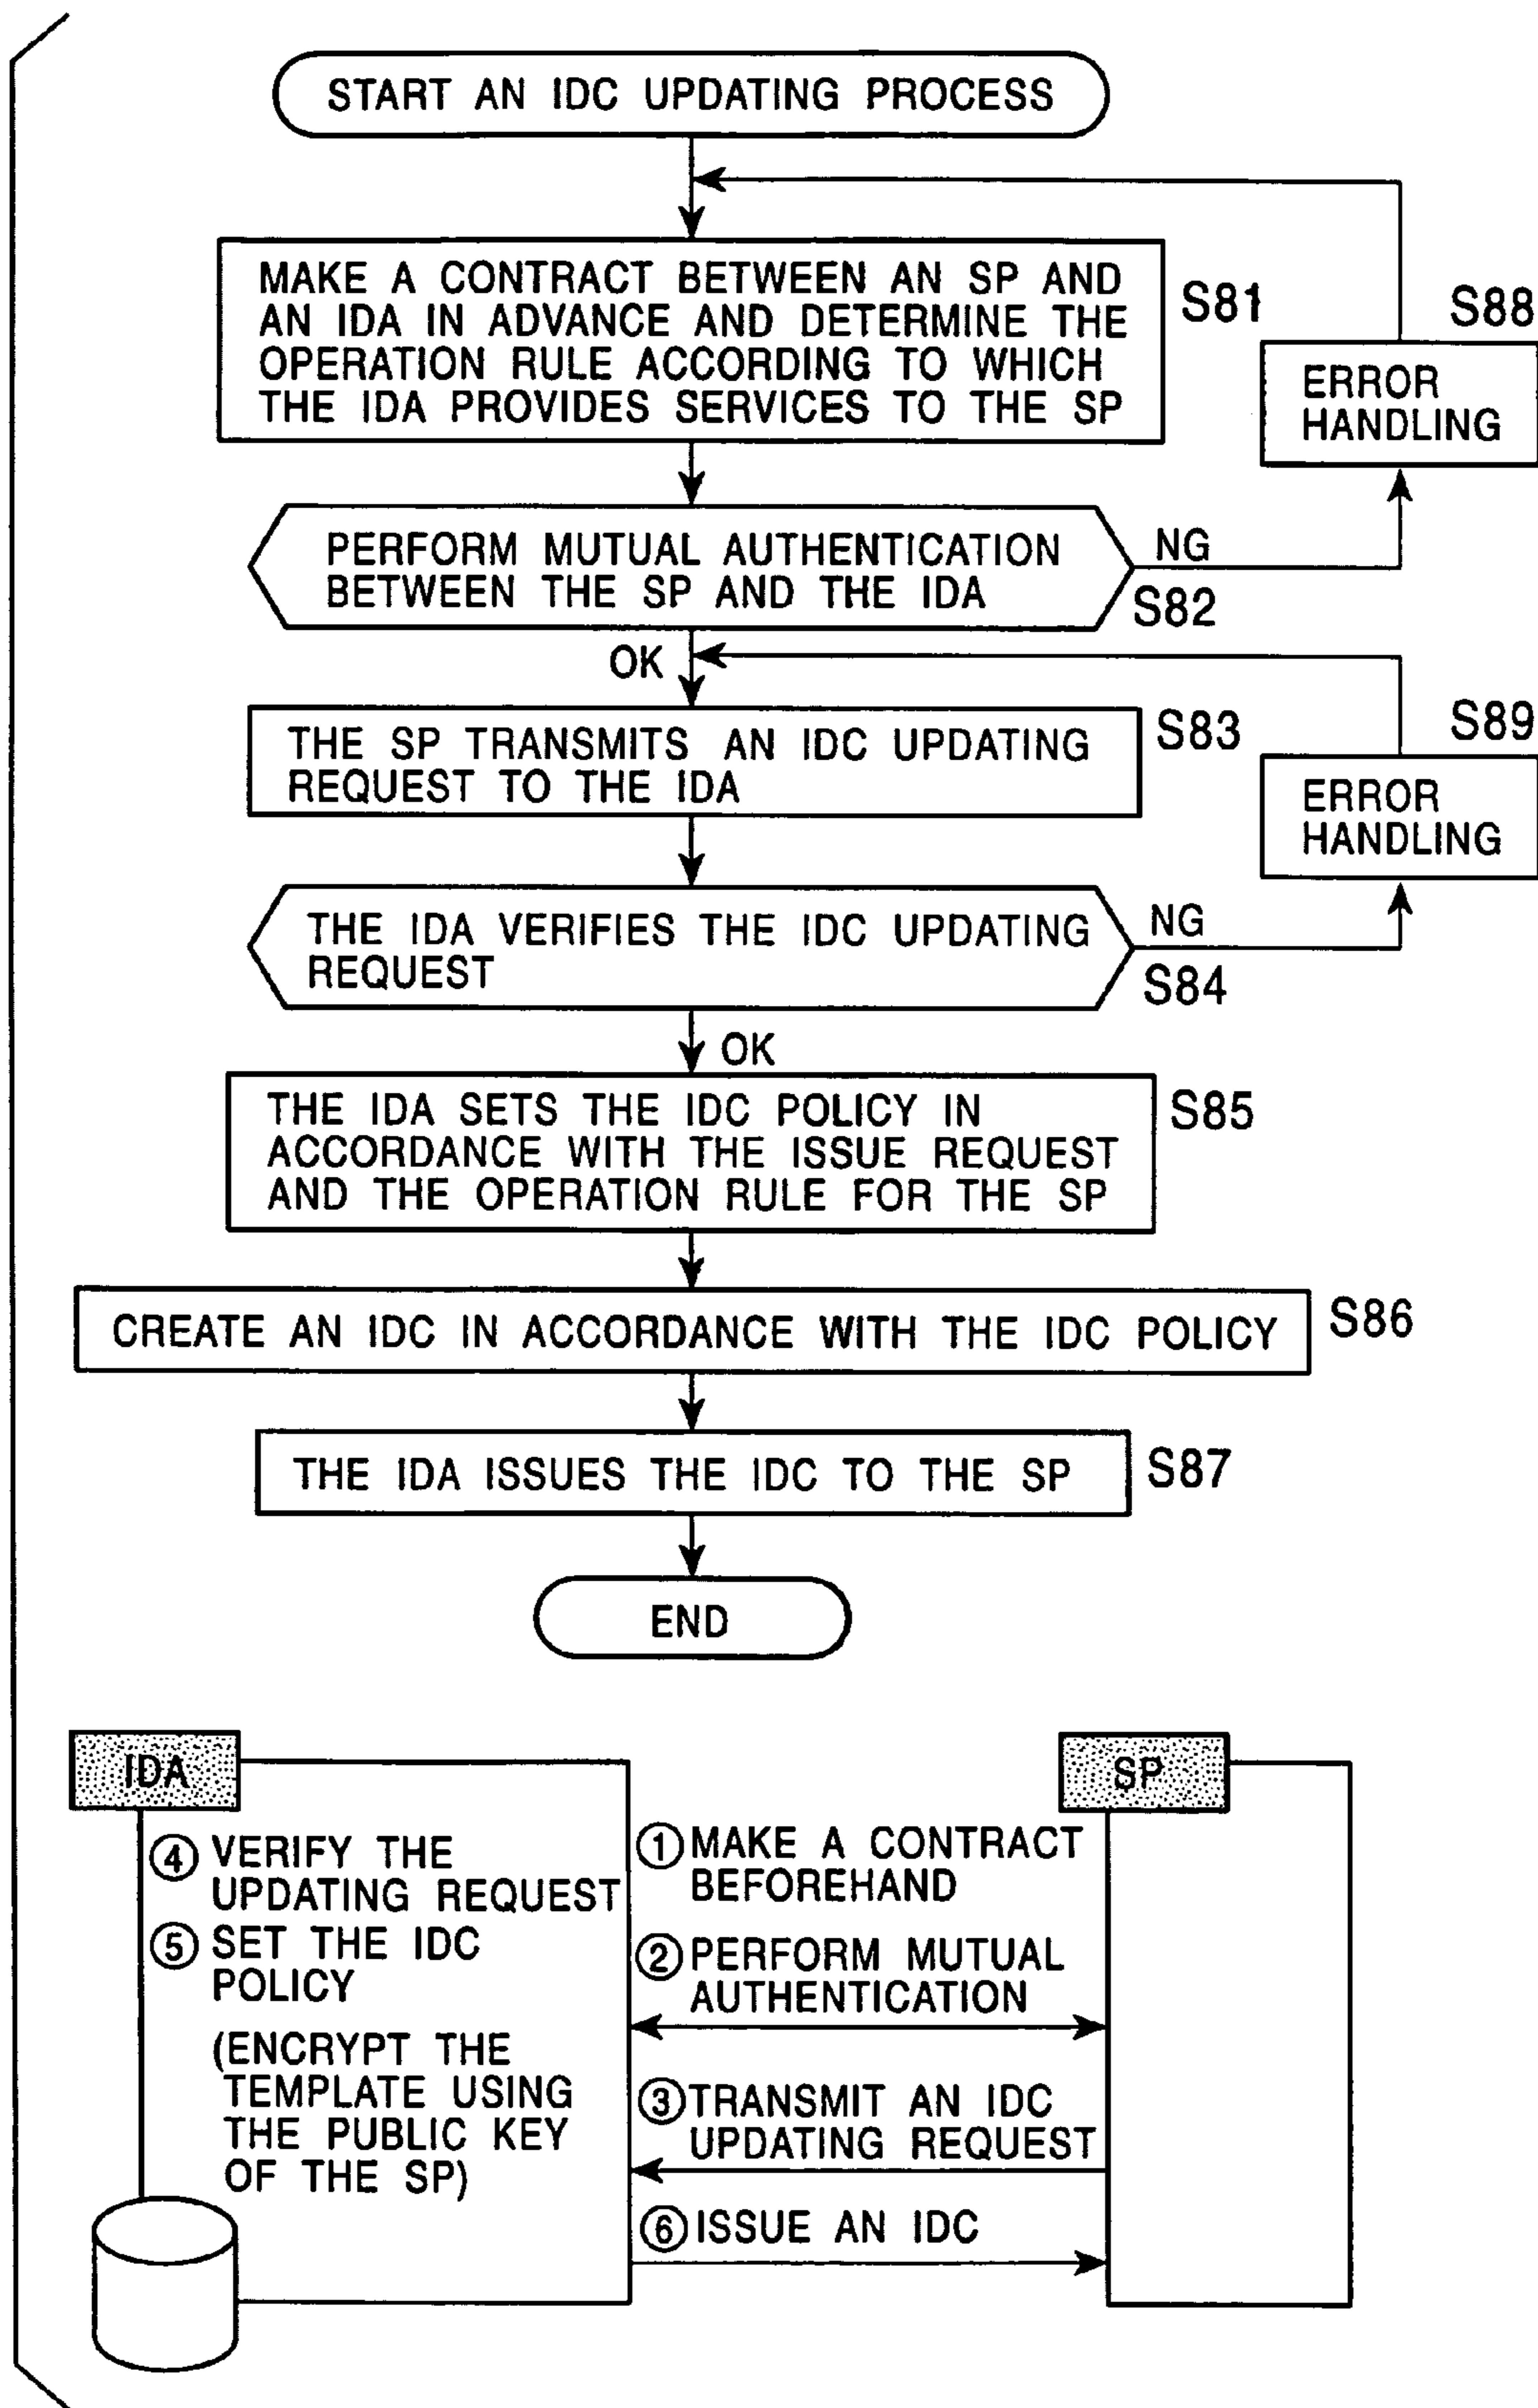 START AN IDC UPDATING PROCESS
MAKE A CONTRACT BETWEEN AN SP AND
AN IDA IN ADVANCE AND DETERMINE THE
OPERATION RULE ACCORDING TO WHICH
THE IDA PROVIDES SERVICES TO THE SP
S81
S88
ERROR
HANDLING
PERFORM MUTUAL AUTHENTICATION
BETWEEN THE SP AND THE IDA
NG
S82
OK
THE SP TRANSMITS AN IDC UPDATING
REQUEST TO THE IDA
S83
S89
ERROR
HANDLING
THE IDA VERIFIES THE IDC UPDATING
REQUEST
NG
S84
OK
THE IDA SETS THE IDC POLICY IN
ACCORDANCE WITH THE ISSUE REQUEST
AND THE OPERATION RULE FOR THE SP
S85
CREATE AN IDC IN ACCORDANCE WITH THE IDC POLICY
S86
THE IDA ISSUES THE IDC TO THE SP
S87
END
IDA
④ VERIFY THE
UPDATING REQUEST
⑤ SET THE IDC
POLICY
(ENCRYPT THE
TEMPLATE USING
THE PUBLIC KEY
OF THE SP)
① MAKE A CONTRACT
BEFOREHAND
② PERFORM MUTUAL
AUTHENTICATION
③ TRANSMIT AN IDC
UPDATING REQUEST
⑥ ISSUE AN IDC
SP